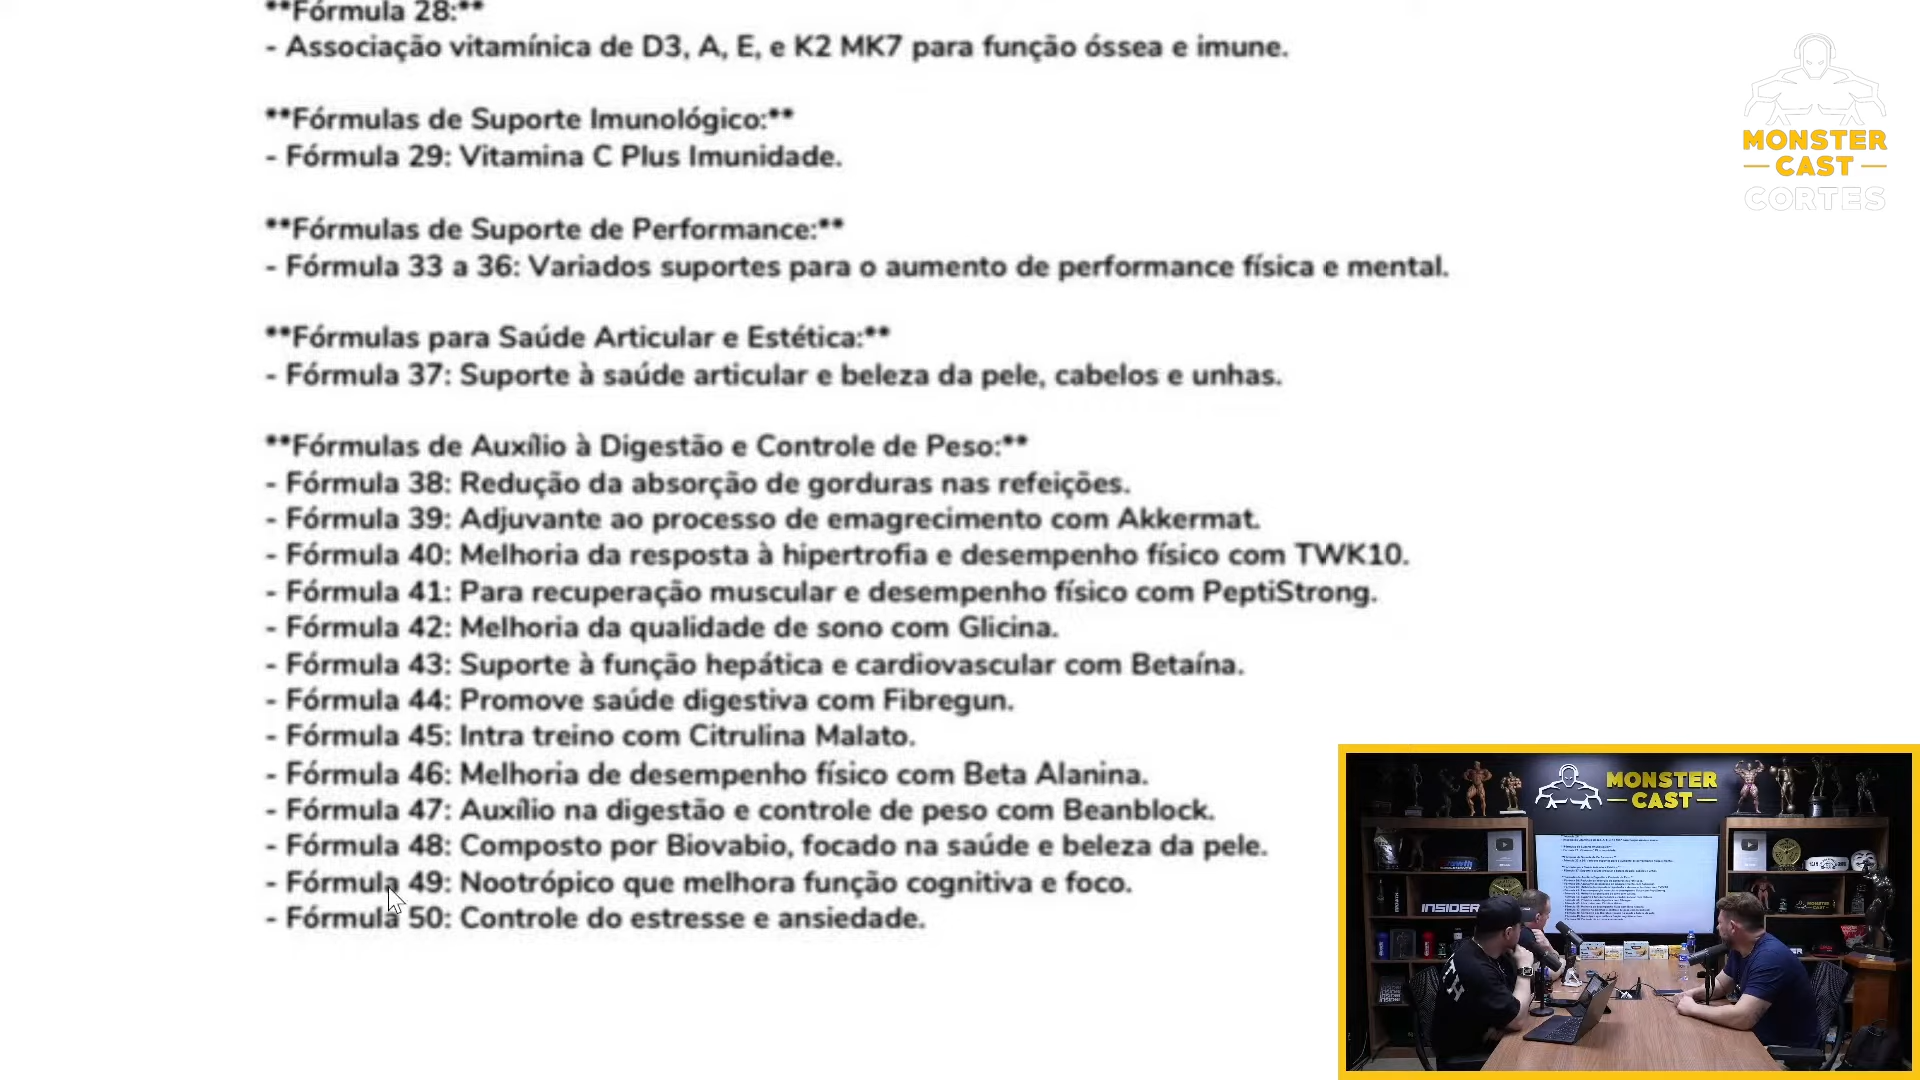 **Fórmula 28:**
- Associação vitamínica de D3, A, E, e K2 MK7 para função óssea e imune.
**Fórmulas de Suporte Imunológico:**
- Fórmula 29: Vitamina C Plus Imunidade.
**Fórmulas de Suporte de Performance:**
- Fórmula 33 a 36: Variados suportes para o aumento de performance física e mental.
**Fórmulas para Saúde Articular e Estética:**
- Fórmula 37: Suporte à saúde articular e beleza da pele, cabelos e unhas.
**Fórmulas de Auxílio à Digestão e Controle de Peso:**
- Fórmula 38: Redução da absorção de gorduras nas refeições.
- Fórmula 39: Adjuvante ao processo de emagrecimento com Akkermat.
- Fórmula 40: Melhoria da resposta à hipertrofia e desempenho físico com TWK10.
- Fórmula 41: Para recuperação muscular e desempenho físico com PeptiStrong.
- Fórmula 42: Melhoria da qualidade de sono com Glicina.
- Fórmula 43: Suporte à função hepática e cardiovascular com Betaína.
- Fórmula 44: Promove saúde digestiva com Fibregun.
- Fórmula 45: Intra treino com Citrulina Malato.
- Fórmula 46: Melhoria de desempenho físico com Beta Alanina.
- Fórmula 47: Auxílio na digestão e controle de peso com Beanblock.
- Fórmula 48: Composto por Biovabio, focado na saúde e beleza da pele.
- Fórmula 49: Nootrópico que melhora função cognitiva e foco.
- Fórmula 50: Controle do estresse e ansiedade.
MONSTER
CAST
CORTES
MONSTER
CAST
INSIDER